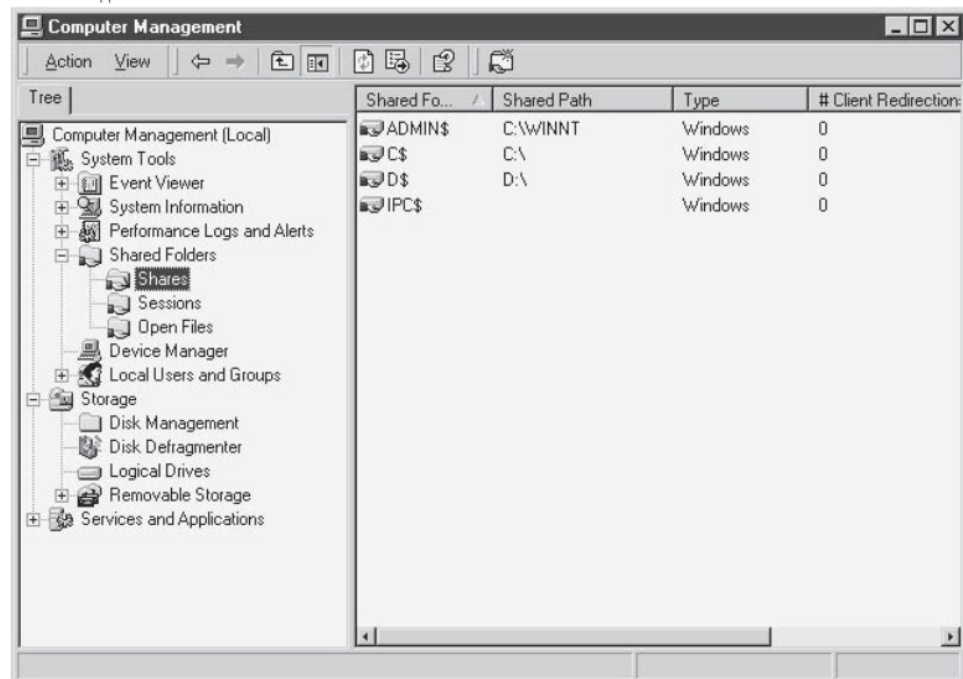 Computer Management
Action View
Tree
Computer Management (Local)
System Tools
Event Viewer
System Information
Performance Logs and Alerts
Shared Folders
Shares
Sessions
Open Files
Device Manager
Local Users and Groups
Storage
Disk Management
Disk Defragmenter
Logical Drives
Removable Storage
Services and Applications
Shared Fo... Shared Path Type # Client Redirections
ADMIN$ C:\WINNT Windows 0
C$ C:\ Windows 0
D$ D:\ Windows 0
IPC$ Windows 0